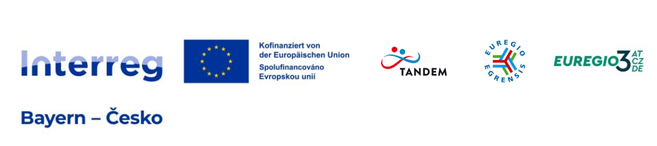 Interreg
Bayern – Česko
Kofinanziert von
der Europäischen Union
Spolufinancováno
Evropskou unií
TANDEM
EUREGIO
EGRENSIS
EUREGIO3
AT
CZ
DE